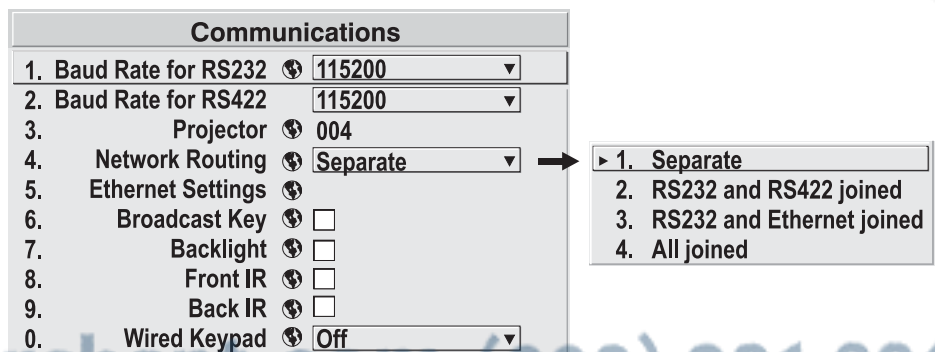 Communications
1. Baud Rate for RS232 115200
2. Baud Rate for RS422 115200
3. Projector 004
4. Network Routing Separate
5. Ethernet Settings
6. Broadcast Key
7. Backlight
8. Front IR
9. Back IR
0. Wired Keypad Off
1. Separate
2. RS232 and RS422 joined
3. RS232 and Ethernet joined
4. All joined